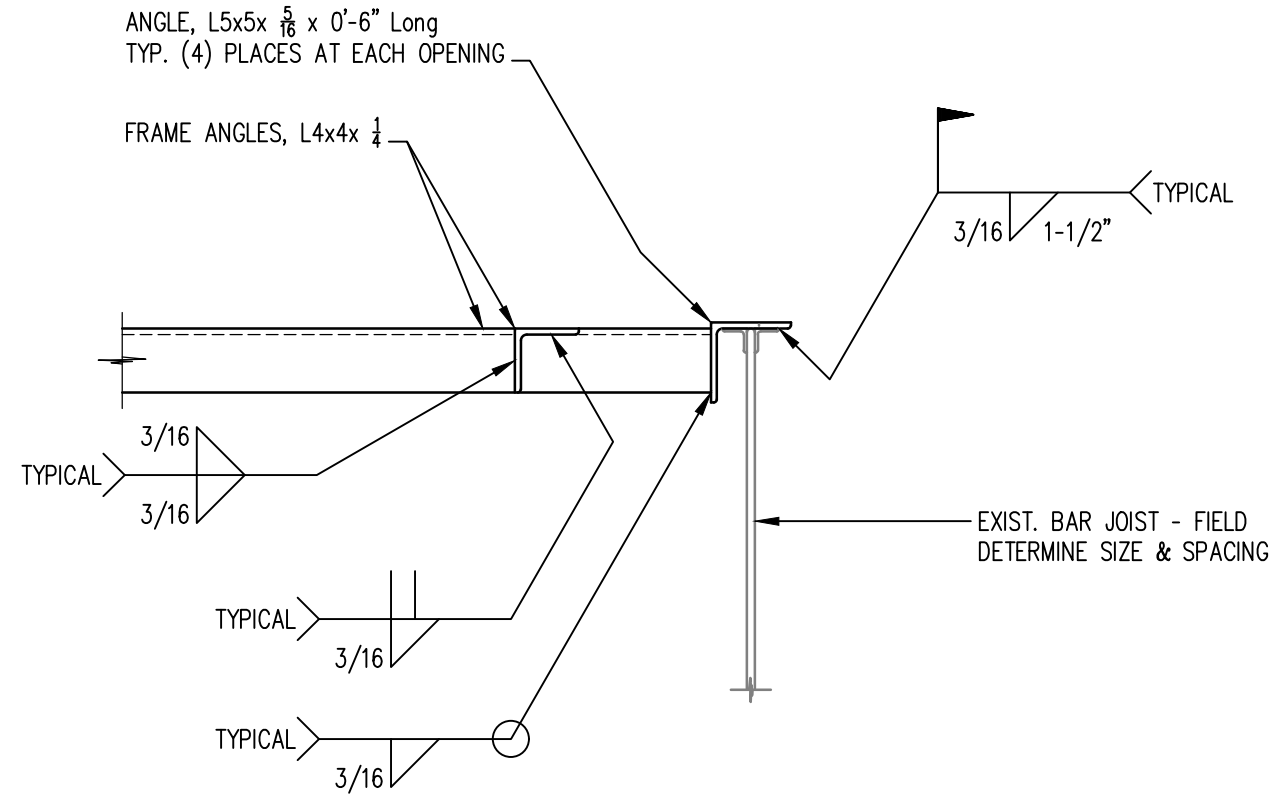 ANGLE, L5x5x 5/16 x 0'-6" Long
TYP. (4) PLACES AT EACH OPENING
FRAME ANGLES, L4x4x 1/4
TYPICAL
3/16
1-1/2"
3/16
TYPICAL
3/16
EXIST. BAR JOIST - FIELD
DETERMINE SIZE & SPACING
TYPICAL
3/16
TYPICAL
3/16